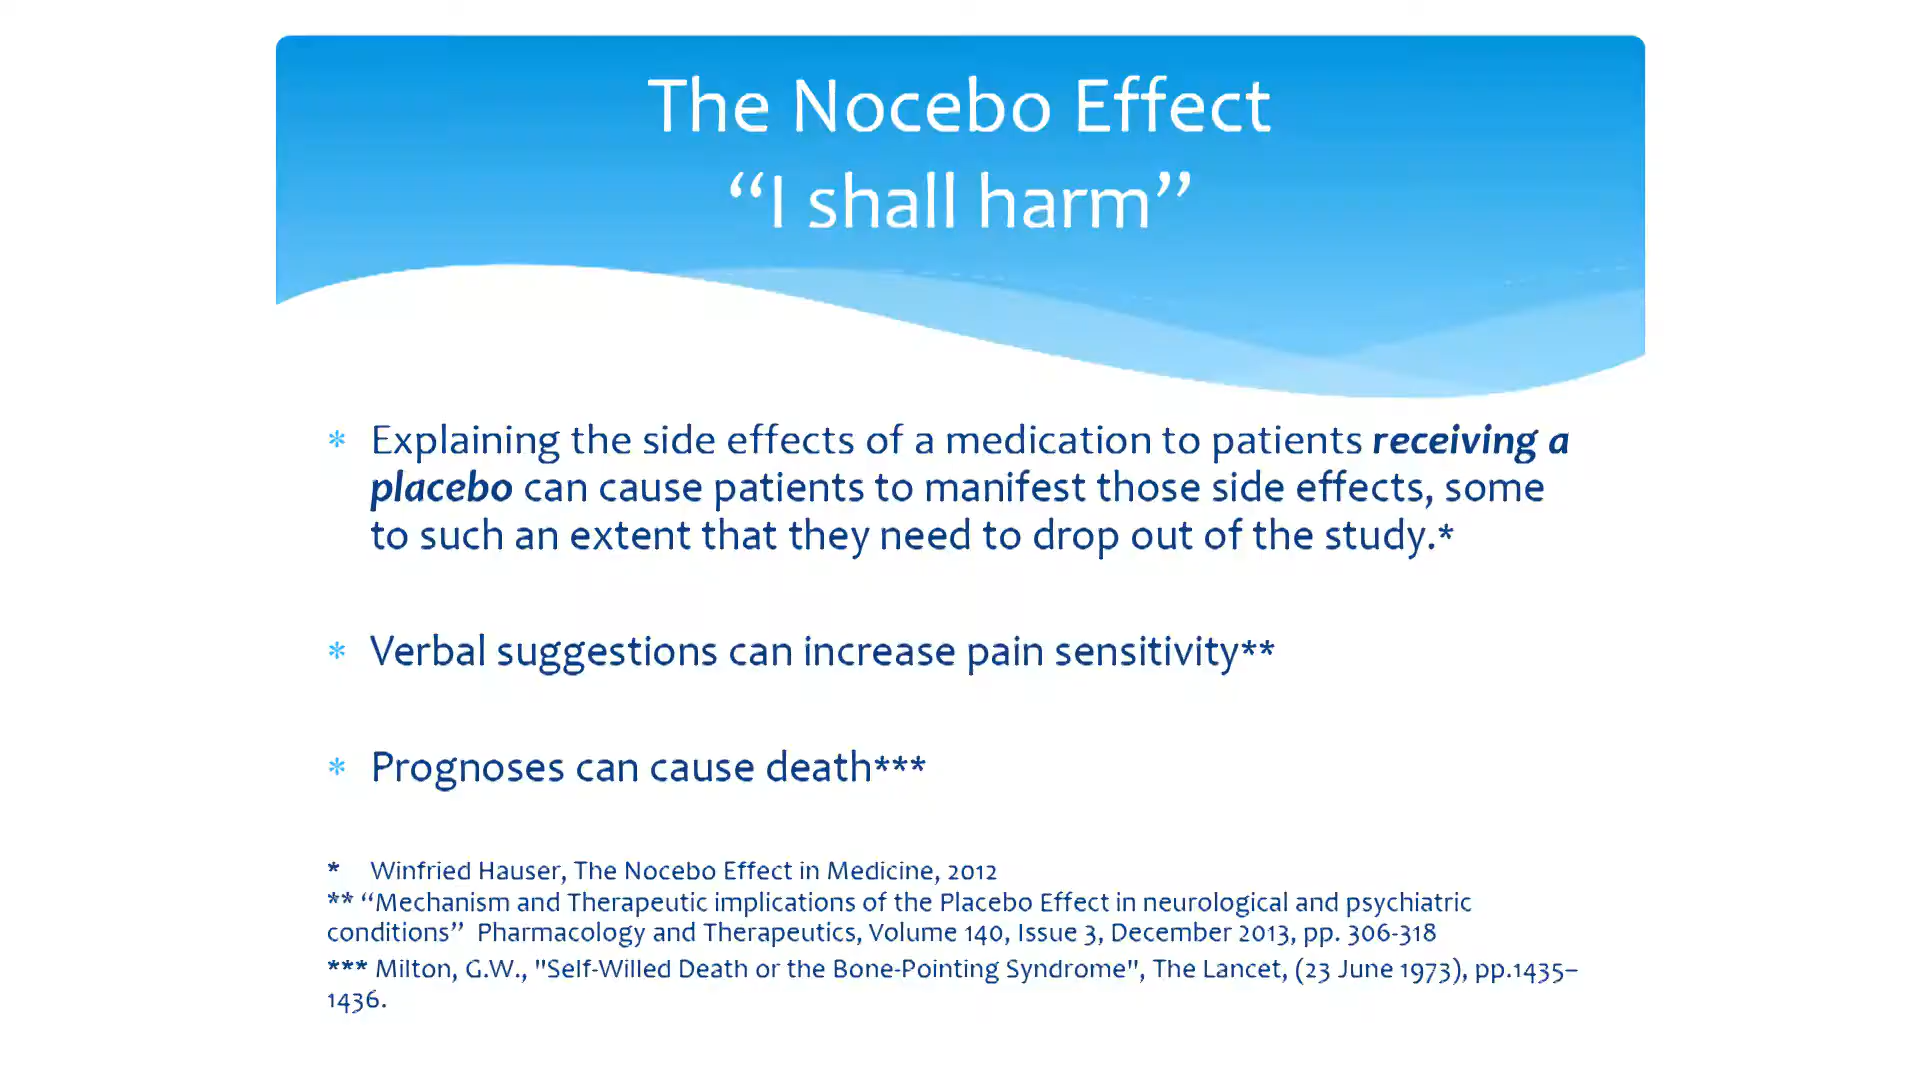 The Nocebo Effect
“I shall harm”
* Explaining the side effects of a medication to patients receiving a
placebo can cause patients to manifest those side effects, some
to such an extent that they need to drop out of the study.*
* Verbal suggestions can increase pain sensitivity**
* Prognoses can cause death***
* Winfried Hauser, The Nocebo Effect in Medicine, 2012
** “Mechanism and Therapeutic implications of the Placebo Effect in neurological and psychiatric
conditions” Pharmacology and Therapeutics, Volume 140, Issue 3, December 2013, pp. 306-318
*** Milton, G.W., "Self-Willed Death or the Bone-Pointing Syndrome", The Lancet, (23 June 1973), pp.1435–
1436.